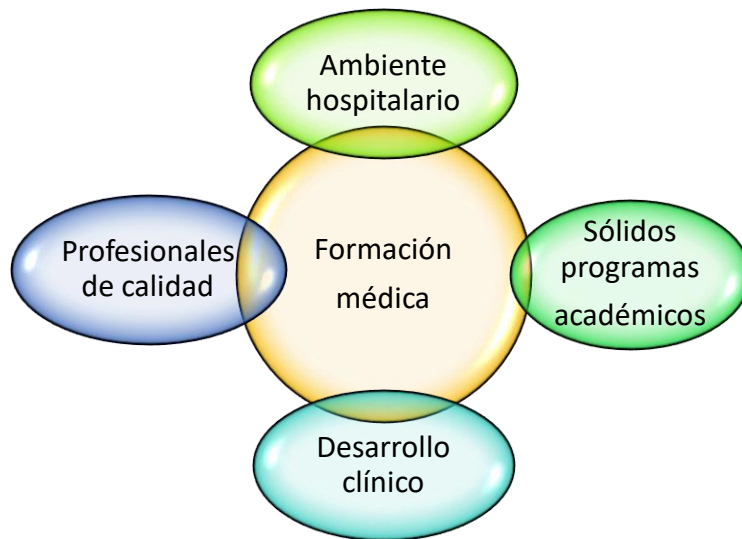 Ambiente
hospitalario
Profesionales
de calidad
Formación
médica
Sólidos
programas
académicos
Desarrollo
clínico